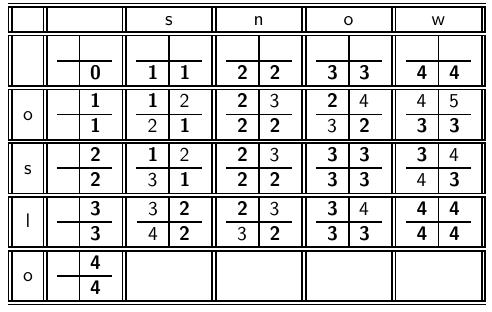 s n o w
0 1 1 2 2 3 3 4 4
1 1 2 2 3 2 4 4 5
o
1 2 1 2 2 3 2 3 3
2 1 2 2 3 3 3 3 4
s
2 3 1 2 2 3 3 4 3
3 3 2 2 3 3 4 4 4
l
3 4 2 3 2 3 3 4 4
4
o
4